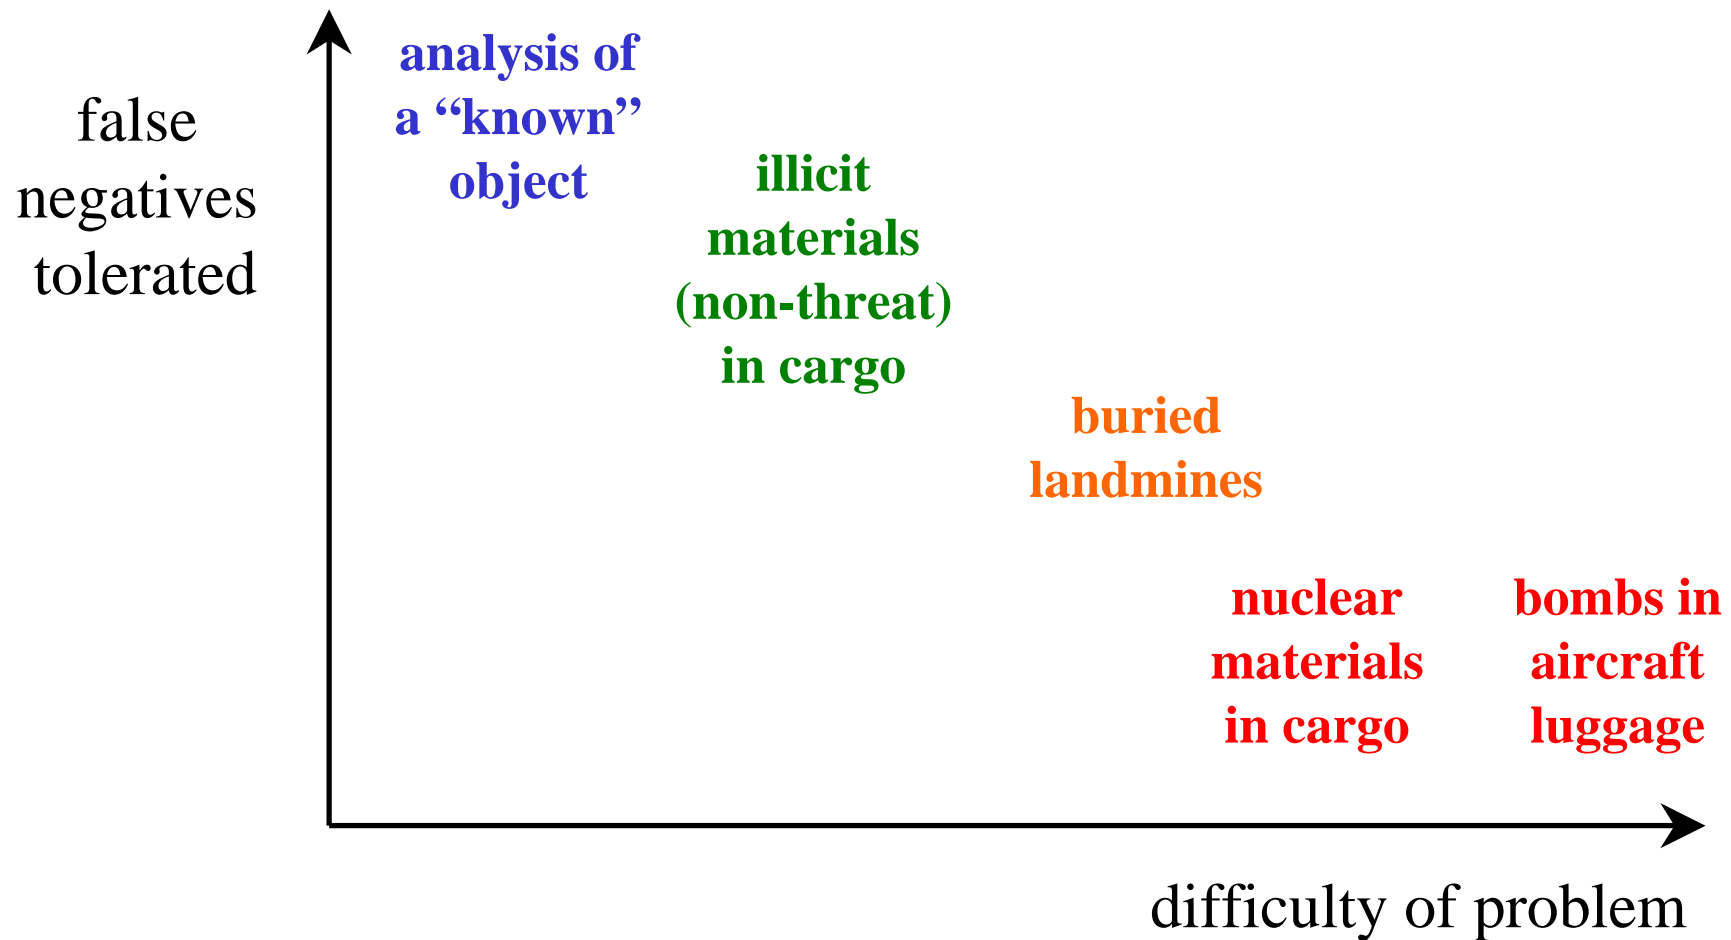 false
negatives
tolerated
analysis of
a “known”
object
illicit
materials
(non-threat)
in cargo
buried
landmines
nuclear
materials
in cargo
bombs in
aircraft
luggage
difficulty of problem